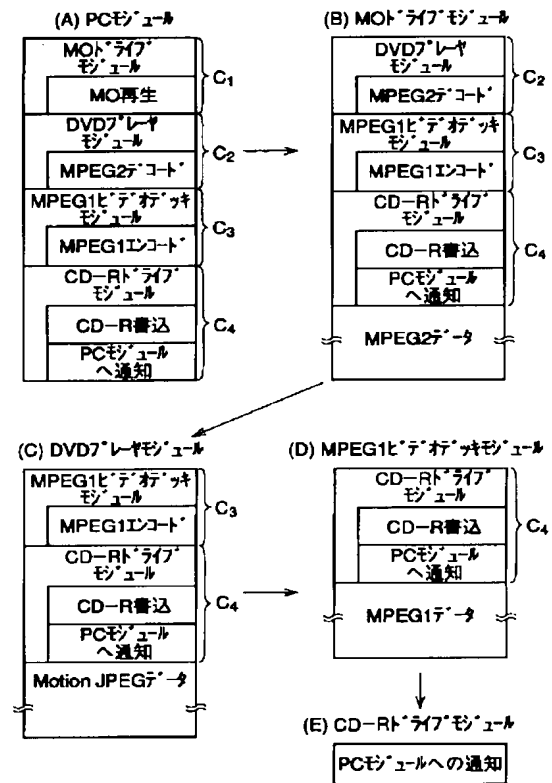 (A) PCモジュール
MOドライブ
モジュール
MO再生
C1
DVDプレーヤ
モジュール
MPEG2デコード
C2
MPEG1ビデオデッキ
モジュール
MPEG1エンコード
C3
CD-Rドライブ
モジュール
CD-R書込
PCモジュール
へ通知
C4
(B) MOドライブモジュール
DVDプレーヤ
モジュール
MPEG2デコード
C2
MPEG1ビデオデッキ
モジュール
MPEG1エンコード
C3
CD-Rドライブ
モジュール
CD-R書込
PCモジュール
へ通知
C4
MPEG2データ
(C) DVDプレーヤモジュール
MPEG1ビデオデッキ
モジュール
MPEG1エンコード
C3
CD-Rドライブ
モジュール
CD-R書込
PCモジュール
へ通知
C4
Motion JPEGデータ
(D) MPEG1ビデオデッキモジュール
CD-Rドライブ
モジュール
CD-R書込
PCモジュール
へ通知
C4
MPEG1データ
(E) CD-Rドライブモジュール
PCモジュールへの通知